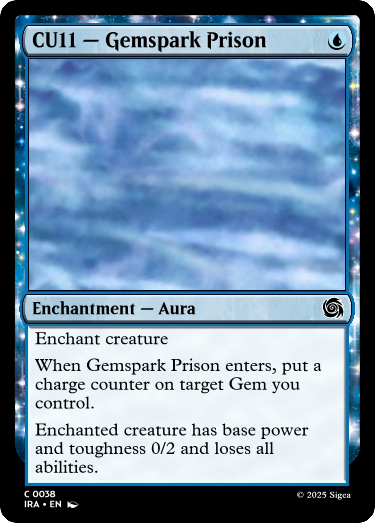 CU11 — Gemspark Prison
Enchantment — Aura
Enchant creature
When Gemspark Prison enters, put a
charge counter on target Gem you
control.
Enchanted creature has base power
and toughness 0/2 and loses all
abilities.
C 0038
IRA • EN
© 2025 Sigea